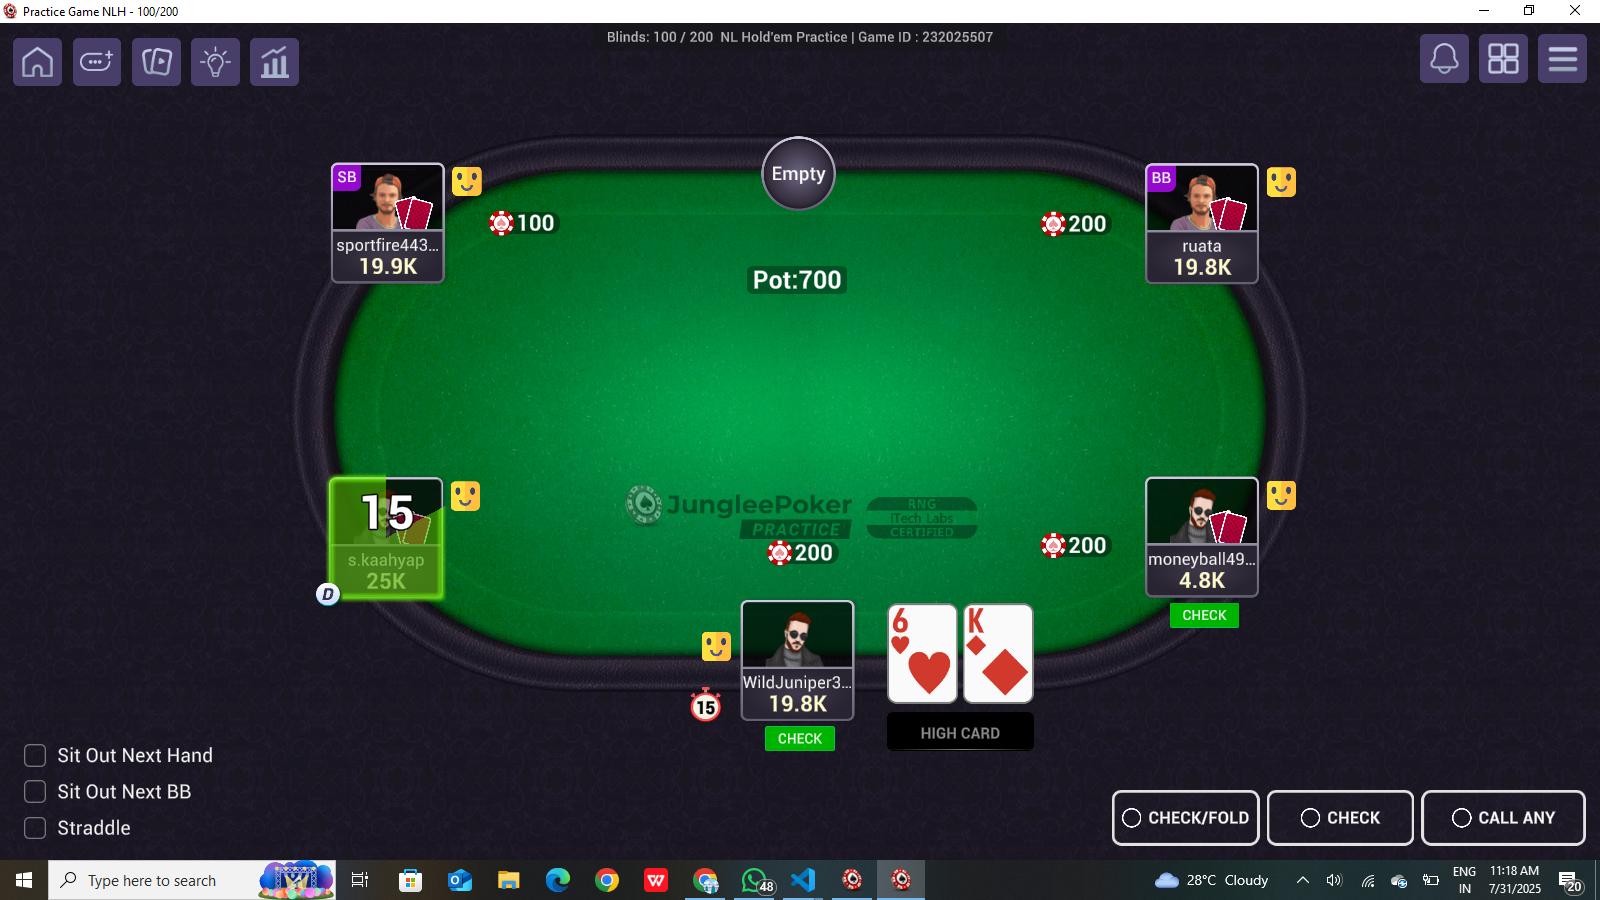 Practice Game NLH - 100/200
Blinds: 100 / 200 NL Hold'em Practice | Game ID : 232025507
SB
sportfire443...
19.9K
100
Empty
BB
ruata
19.8K
200
Pot:700
15
s.kaahyap
25K
D
JungleePoker
PRACTICE
RNG
iTech Labs
CERTIFIED
200
200
moneyball49...
4.8K
CHECK
WildJuniper3...
19.8K
15
CHECK
6
K
HIGH CARD
Sit Out Next Hand
Sit Out Next BB
Straddle
CHECK/FOLD
CHECK
CALL ANY
Type here to search
W
48
28°C Cloudy
ENG
IN
11:18 AM
7/31/2025
20